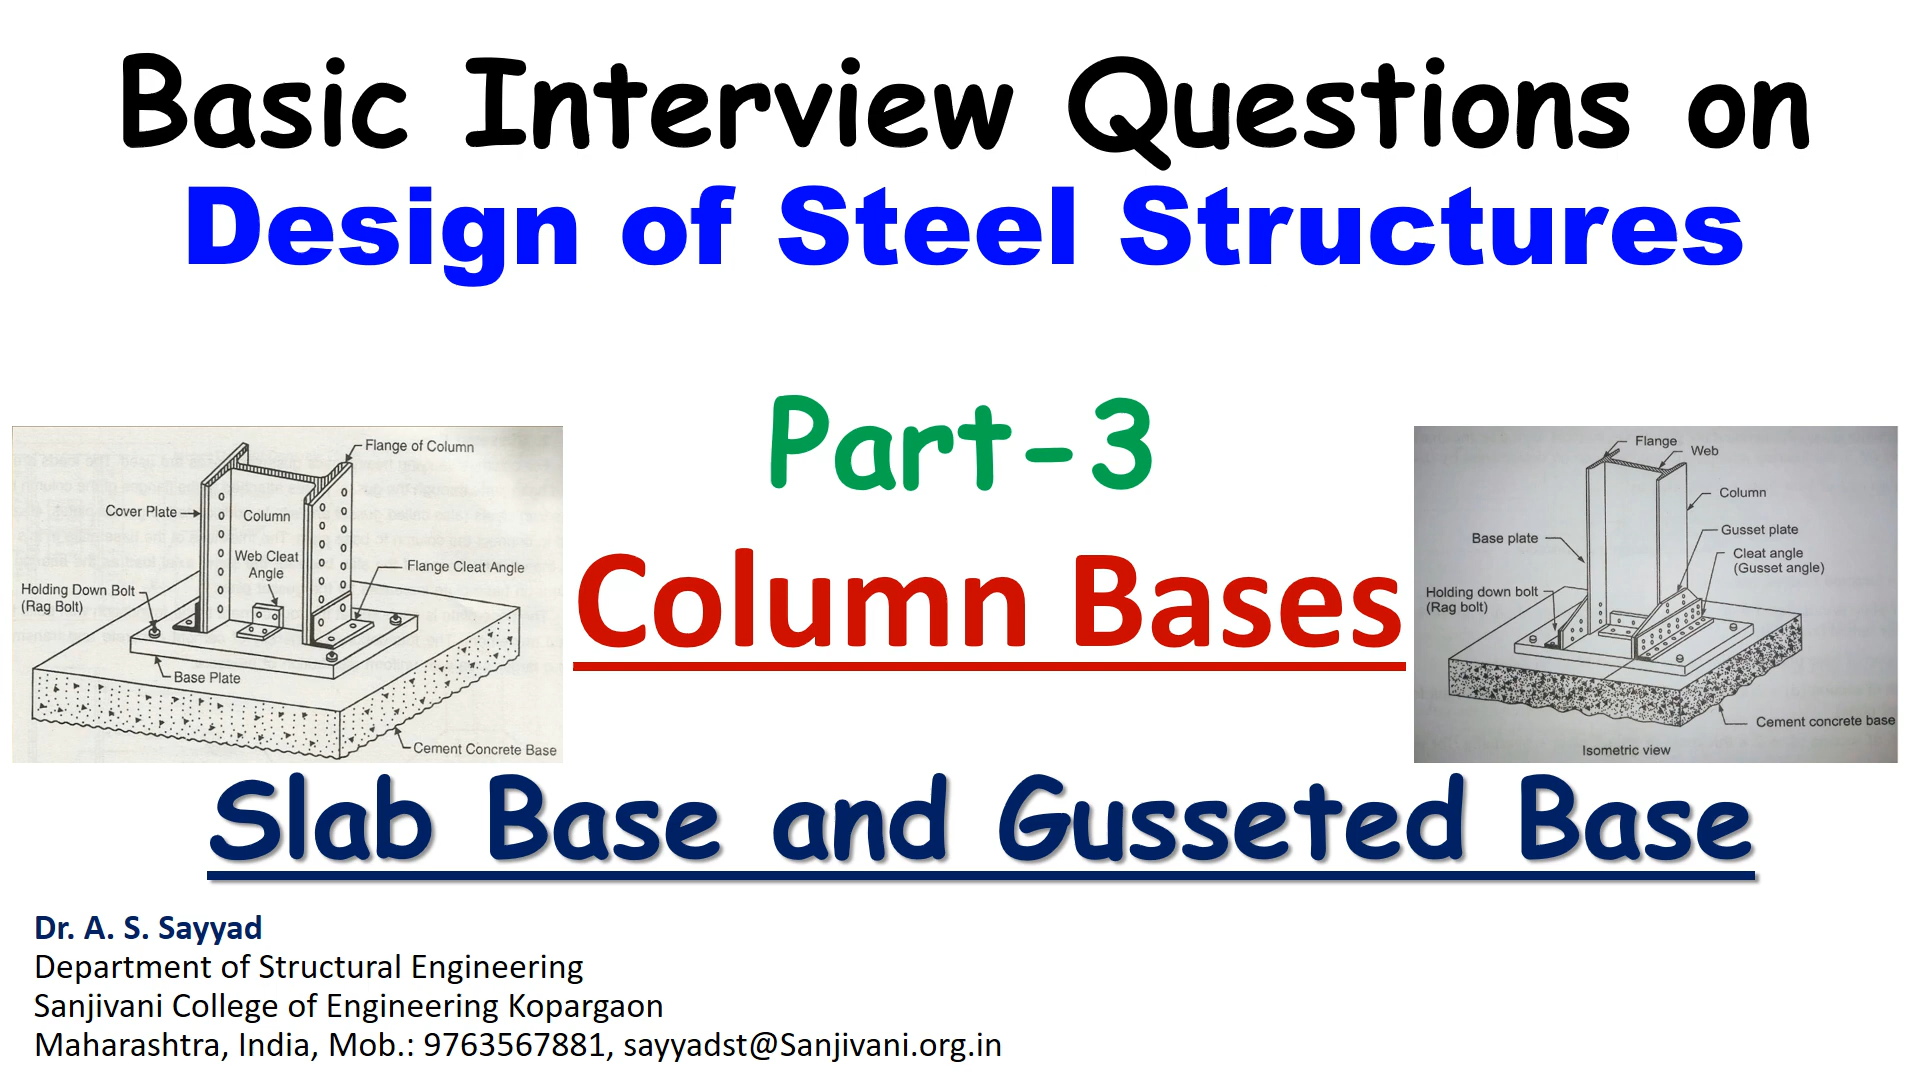 Basic Interview Questions on
Design of Steel Structures
Part-3
Column Bases
Slab Base and Gusseted Base
Flange of Column
Cover Plate
Column
Web Cleat
Angle
Flange Cleat Angle
Holding Down Bolt
(Rag Bolt)
Base Plate
Cement Concrete Base
Flange
Web
Column
Gusset plate
Base plate
Cleat angle
(Gusset angle)
Holding down bolt
(Rag bolt)
Cement concrete base
Isometric view
Dr. A. S. Sayyad
Department of Structural Engineering
Sanjivani College of Engineering Kopargaon
Maharashtra, India, Mob.: 9763567881, sayyadst@Sanjivani.org.in